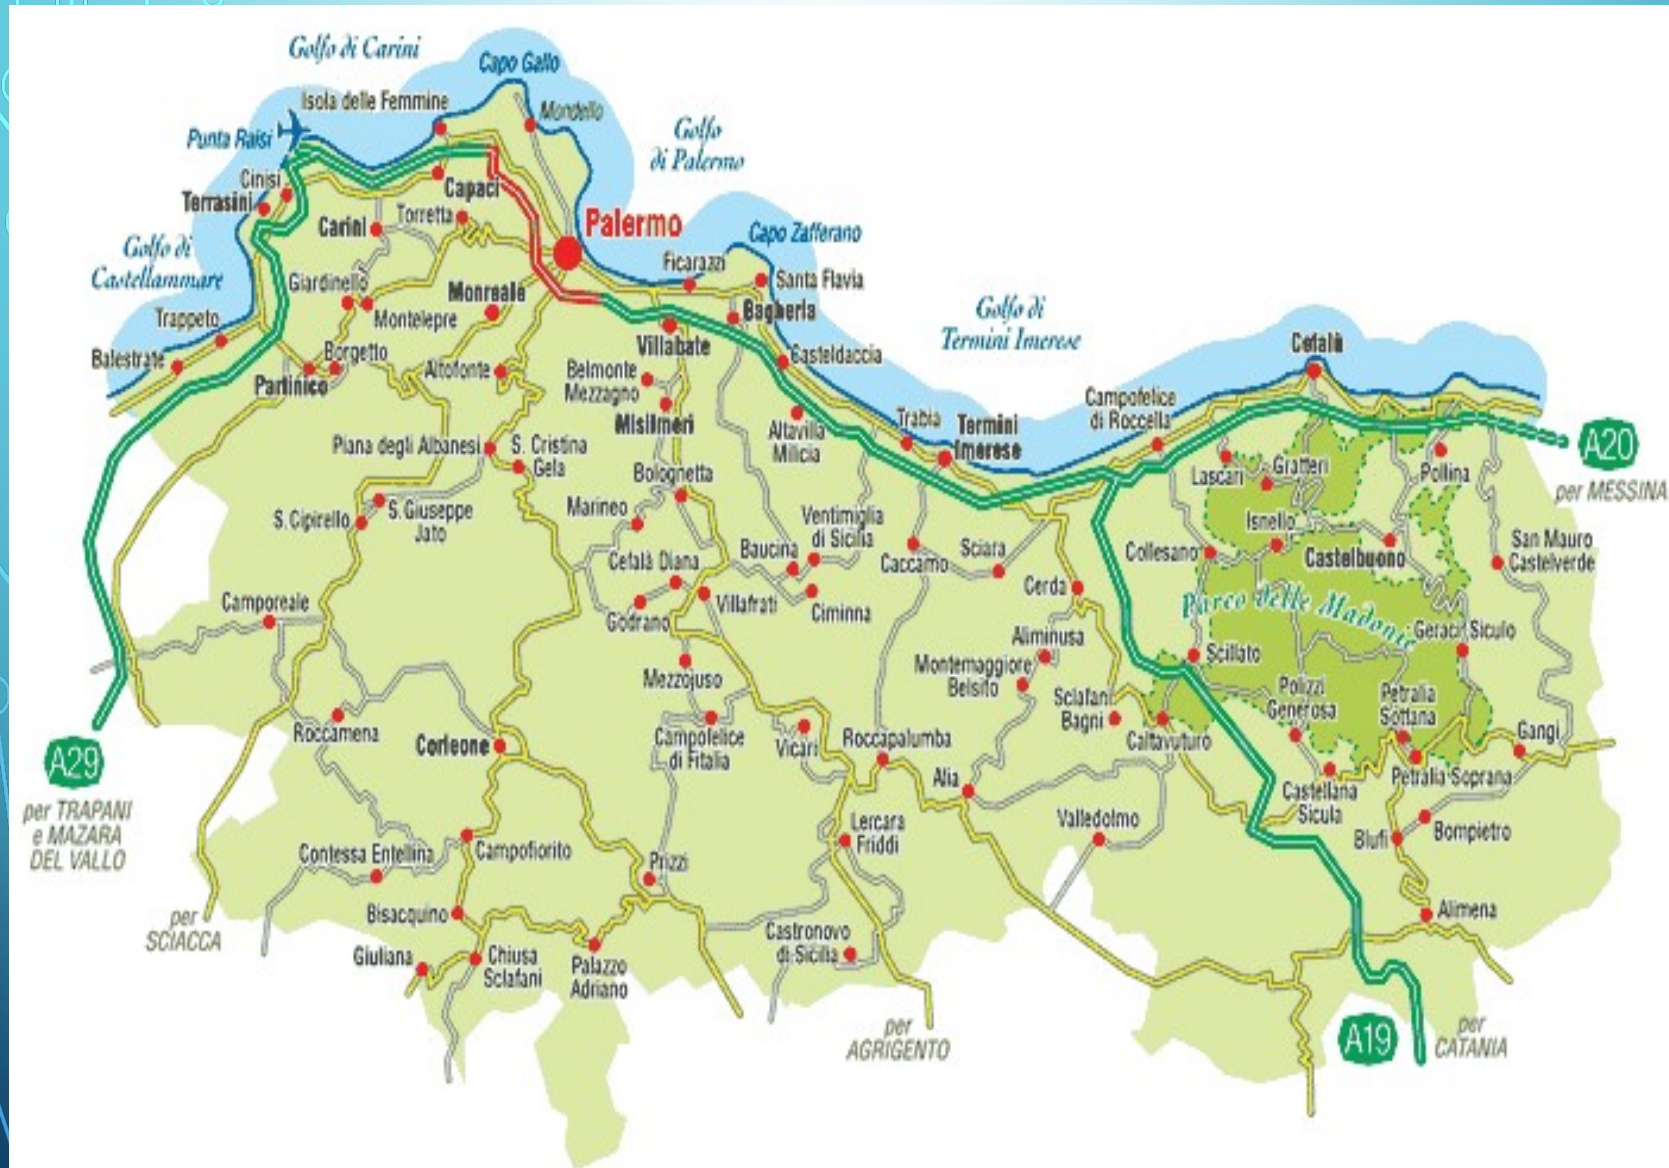 Golfo di Carini
Capo Gallo
Isola delle Femmine
Mondello
Punta Raisi
Golfo
di Palermo
Cinisi
Terrasini
Capaci
Carini
Torretta
Palermo
Golfo di
Castellammare
Capo Zafferano
Ficarazzi
Santa Flavia
Giardinello
Monreale
Montelepre
Bagheria
Golfo di
Termini Imerese
Trappeto
Balestrate
Borgetto
Partinico
Altofonte
Villabate
Casteldaccia
Cefalù
Belmonte
Mezzagno
Misilmeri
Altavilla
Milicia
Trabia
Termini
Imerese
Campofelice
di Roccella
A20
per MESSINA
Piana degli Albanesi
S. Cristina
Gela
Bolognetta
Lascari
Gratteri
Pollina
S. Cipirello
S. Giuseppe
Jato
Marineo
Ventimiglia
di Sicilia
Baucina
Caccamo
Sciara
Isnello
Collesano
Castelbuono
San Mauro
Castelverde
Cefalà Diana
Godrano
Villafrati
Ciminna
Cerda
Parco delle Madonie
Camporeale
Aliminusa
Montemaggiore
Belsito
Geraci Siculo
Scillato
Mezzojuso
Sclafani
Bagni
Polizzi
Generosa
Petralia
Sottana
Roccamena
Corleone
Campofelice
di Fitalia
Vicari
Roccapalumba
Caltavuturo
Gangi
A29
per TRAPANI
e MAZARA
DEL VALLO
Alia
Castellana
Sicula
Petralia Soprana
Valledolmo
Lercara
Friddi
Blufi
Bompietro
Contessa Entellina
Campofiorito
Prizzi
per
SCIACCA
Bisacquino
Alimena
Giuliana
Chiusa
Sclafani
Palazzo
Adriano
Castronovo
di Sicilia
per
AGRIGENTO
A19
per
CATANIA